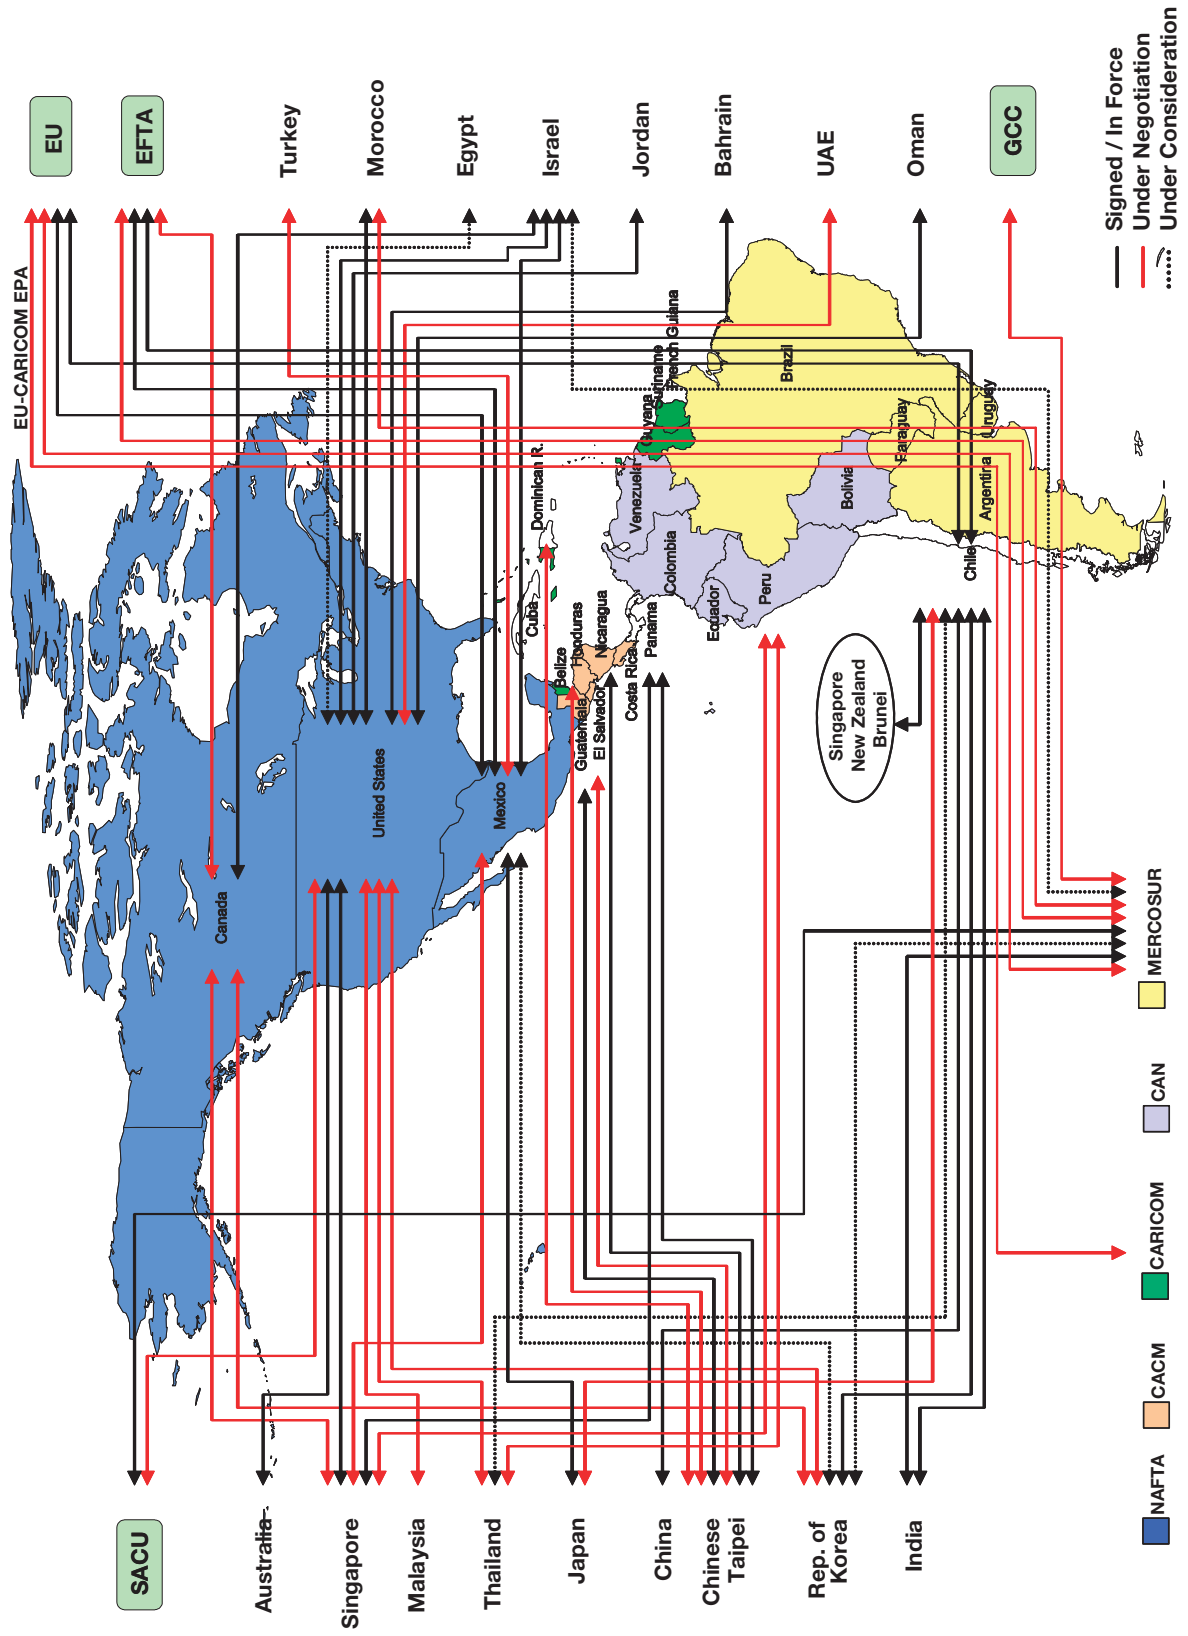 SACU
Australia
Singapore
Malaysia
Thailand
Japan
China
Chinese
Taipei
Rep. of
Korea
India
EU-CARICOM EPA
EU
EFTA
Turkey
Morocco
Egypt
Israel
Jordan
Bahrain
UAE
Oman
GCC
Canada
United States
Mexico
Cuba
Dominican R.
Belize
Honduras
Guatemala
El Salvador
Nicaragua
Costa Rica
Panama
Venezuela
Guyana
Suriname
French Guiana
Colombia
Ecuador
Peru
Brazil
Bolivia
Paraguay
Uruguay
Argentina
Chile
Singapore
New Zealand
Brunei
NAFTA
CACM
CARICOM
CAN
MERCOSUR
Signed / In Force
Under Negotiation
Under Consideration